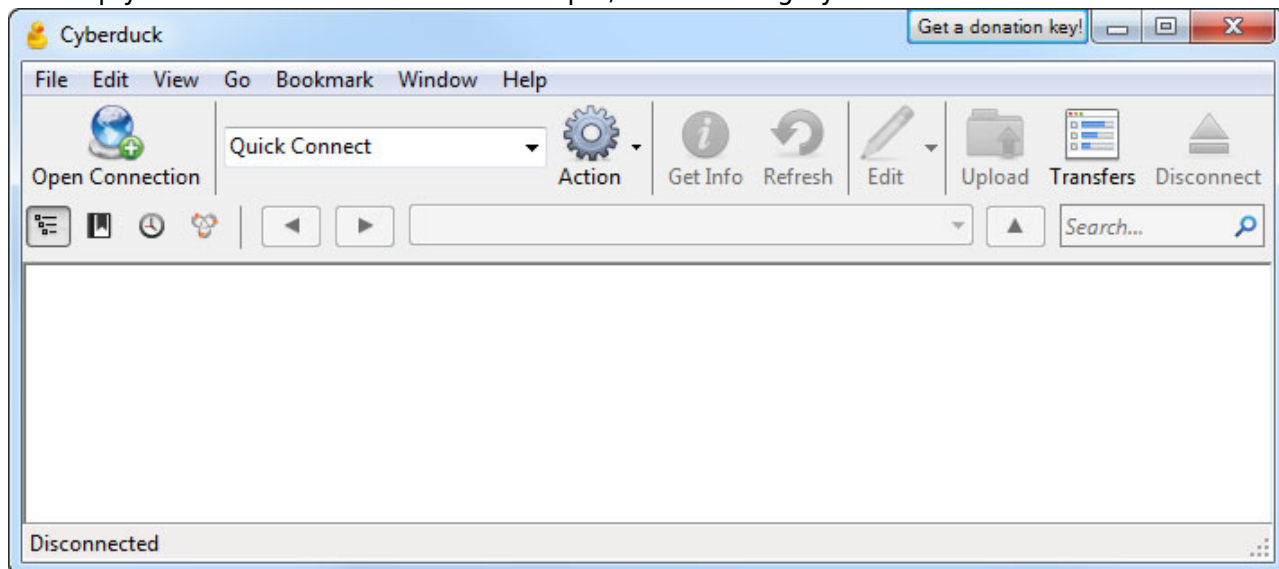 Cyberduck
Get a donation key!
File Edit View Go Bookmark Window Help
Quick Connect
Open Connection Action Get Info Refresh Edit Upload Transfers Disconnect
Search...
Disconnected